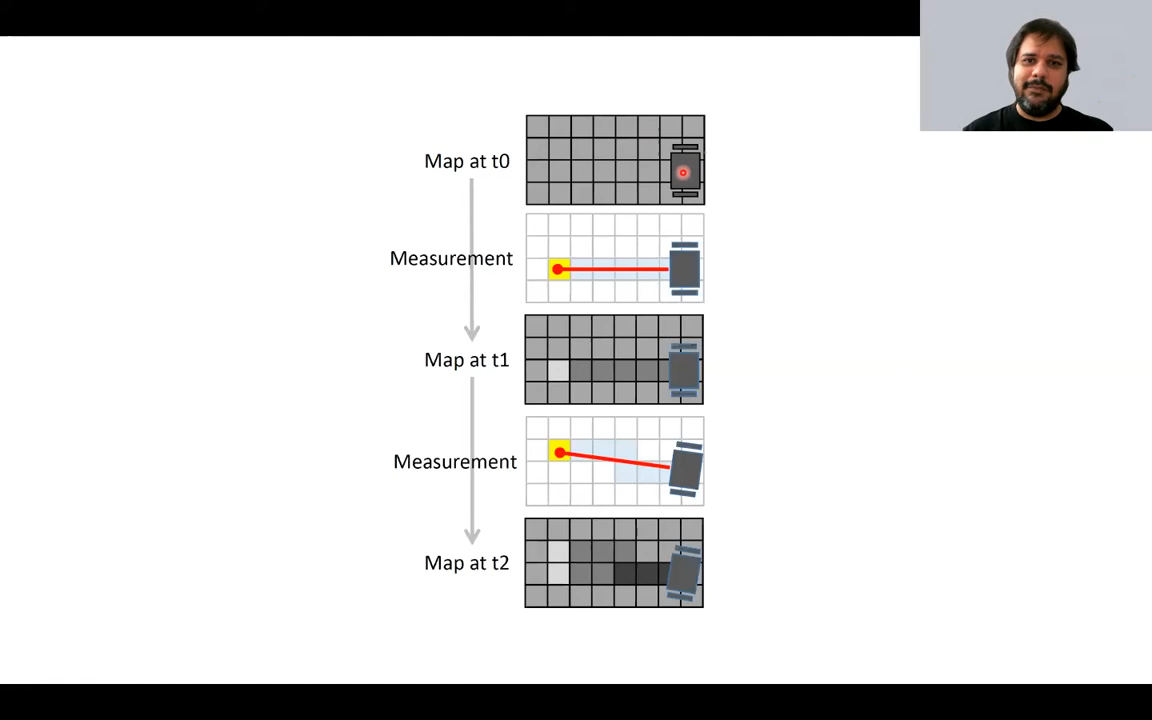 Map at t0
Measurement
Map at t1
Measurement
Map at t2